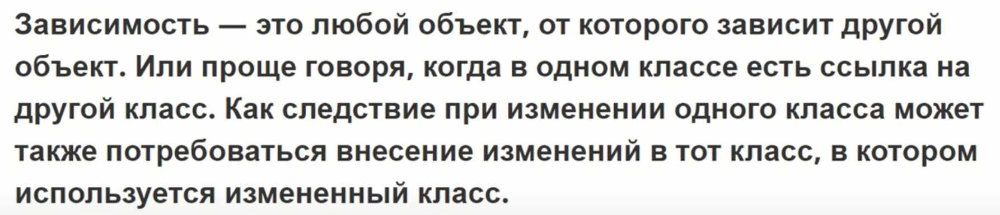 Зависимость — это любой объект, от которого зависит другой
объект. Или проще говоря, когда в одном классе есть ссылка на
другой класс. Как следствие при изменении одного класса может
также потребоваться внесение изменений в тот класс, в котором
используется измененный класс.